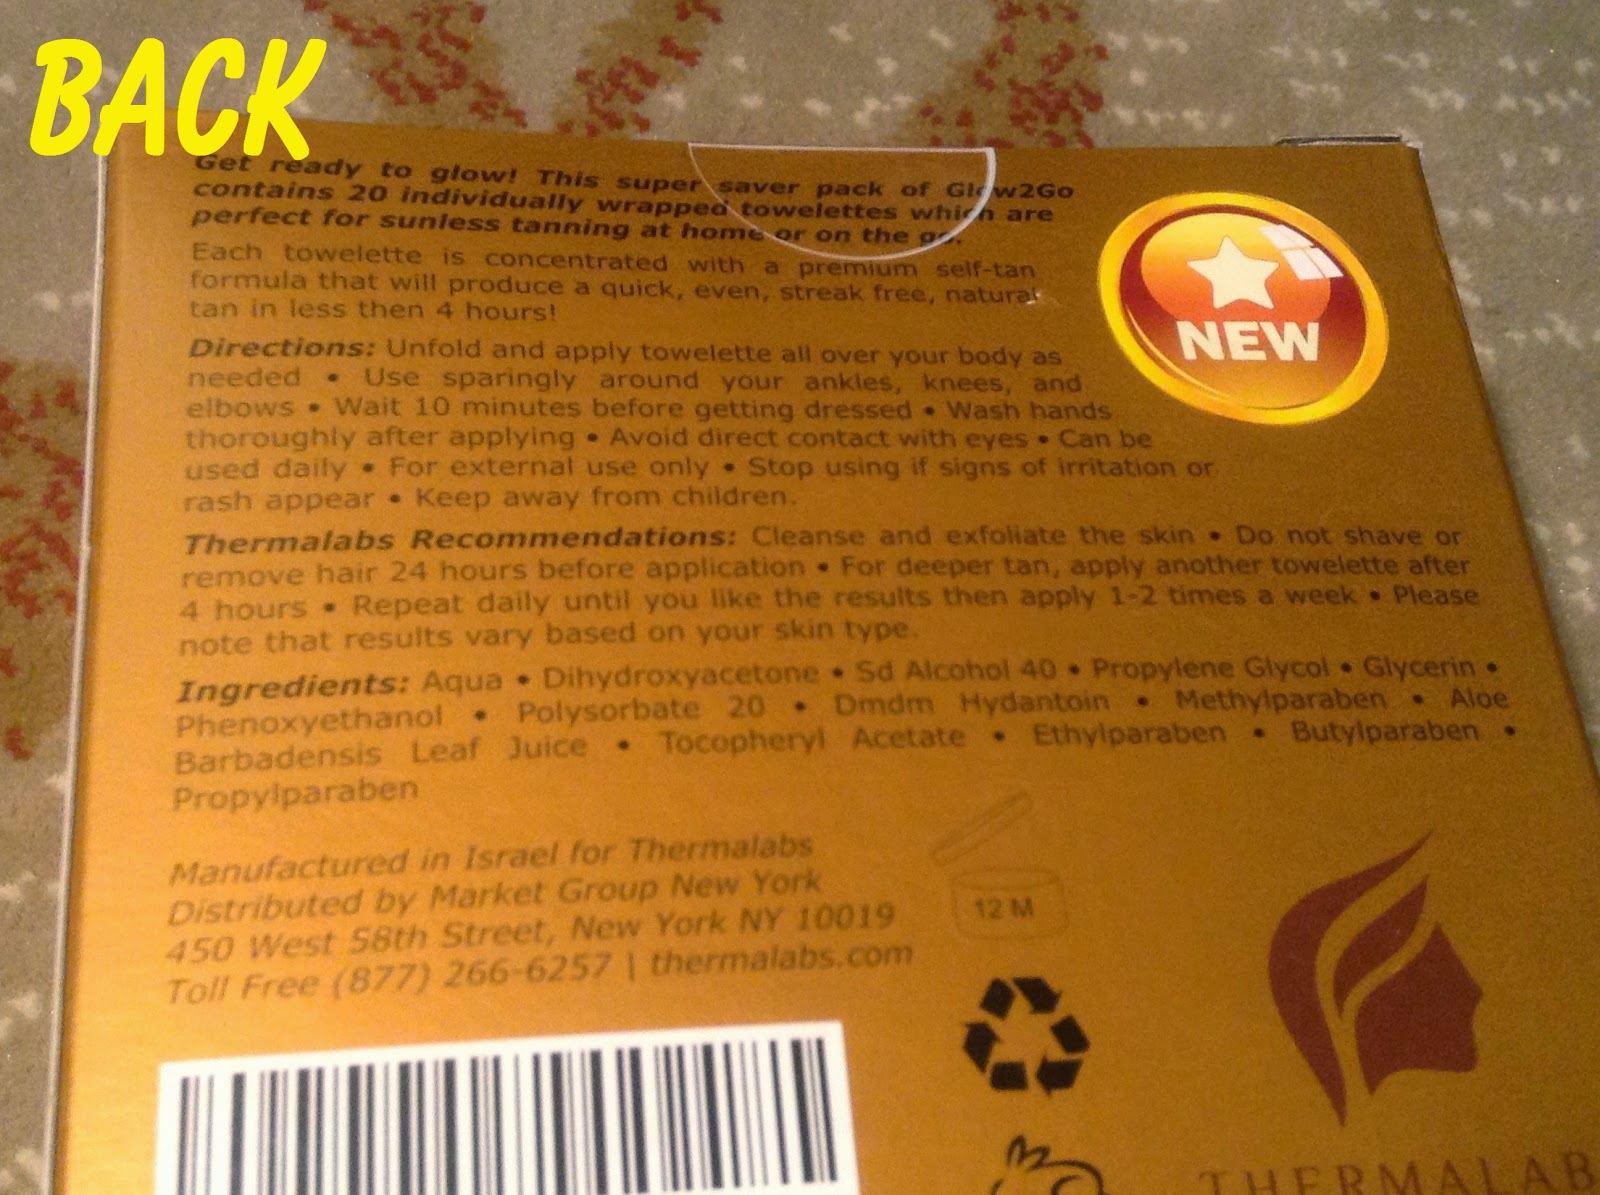 BACK
Get ready to glow! This super saver pack of Glow2Go
contains 20 individually wrapped towelettes which are
perfect for sunless tanning at home or on the go.
Each towelette is concentrated with a premium self-tan
formula that will produce a quick, even, streak free, natural
tan in less then 4 hours!
NEW
Directions: Unfold and apply towelette all over your body as
needed • Use sparingly around your ankles, knees, and
elbows • Wait 10 minutes before getting dressed • Wash hands
thoroughly after applying • Avoid direct contact with eyes • Can be
used daily • For external use only • Stop using if signs of irritation or
rash appear • Keep away from children.
Thermalabs Recommendations: Cleanse and exfoliate the skin • Do not shave or
remove hair 24 hours before application • For deeper tan, apply another towelette after
4 hours • Repeat daily until you like the results then apply 1-2 times a week • Please
note that results vary based on your skin type.
Ingredients: Aqua • Dihydroxyacetone • Sd Alcohol 40 • Propylene Glycol • Glycerin •
Phenoxyethanol • Polysorbate 20 • Dmdm Hydantoin • Methylparaben • Aloe
Barbadensis Leaf Juice • Tocopheryl Acetate • Ethylparaben • Butylparaben •
Propylparaben
Manufactured in Israel for Thermalabs
Distributed by Market Group New York
450 West 58th Street, New York NY 10019
Toll Free (877) 266-6257 | thermalabs.com
12 M
THERMALAB